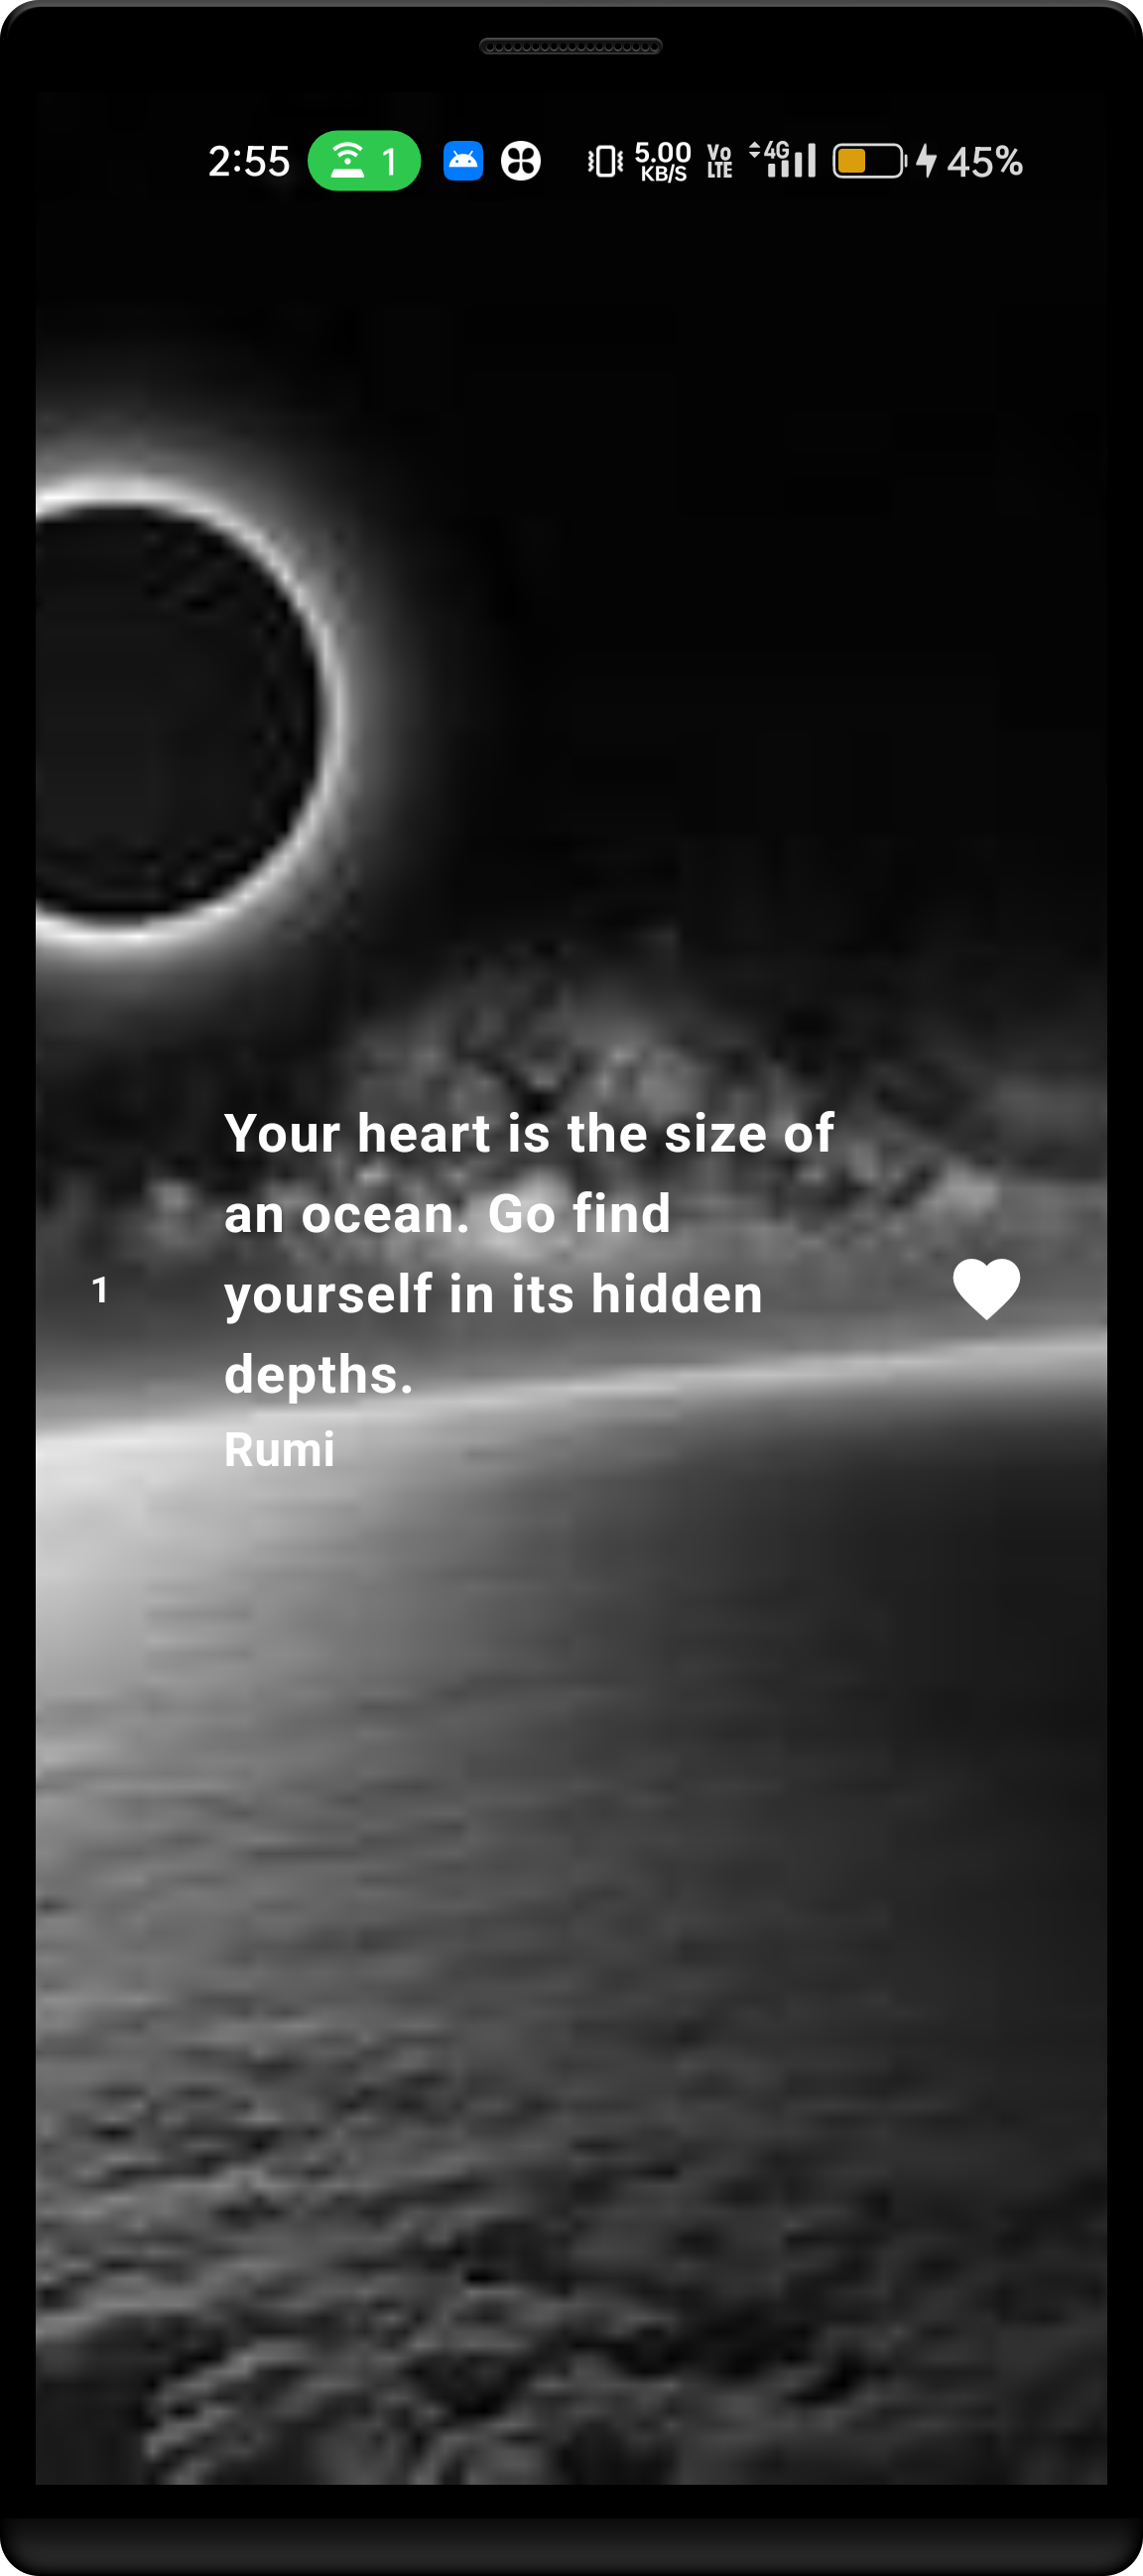 2:55 1 5.00 KB/S Vo LTE 4G 45%
Your heart is the size of
an ocean. Go find
yourself in its hidden
depths.
1
Rumi